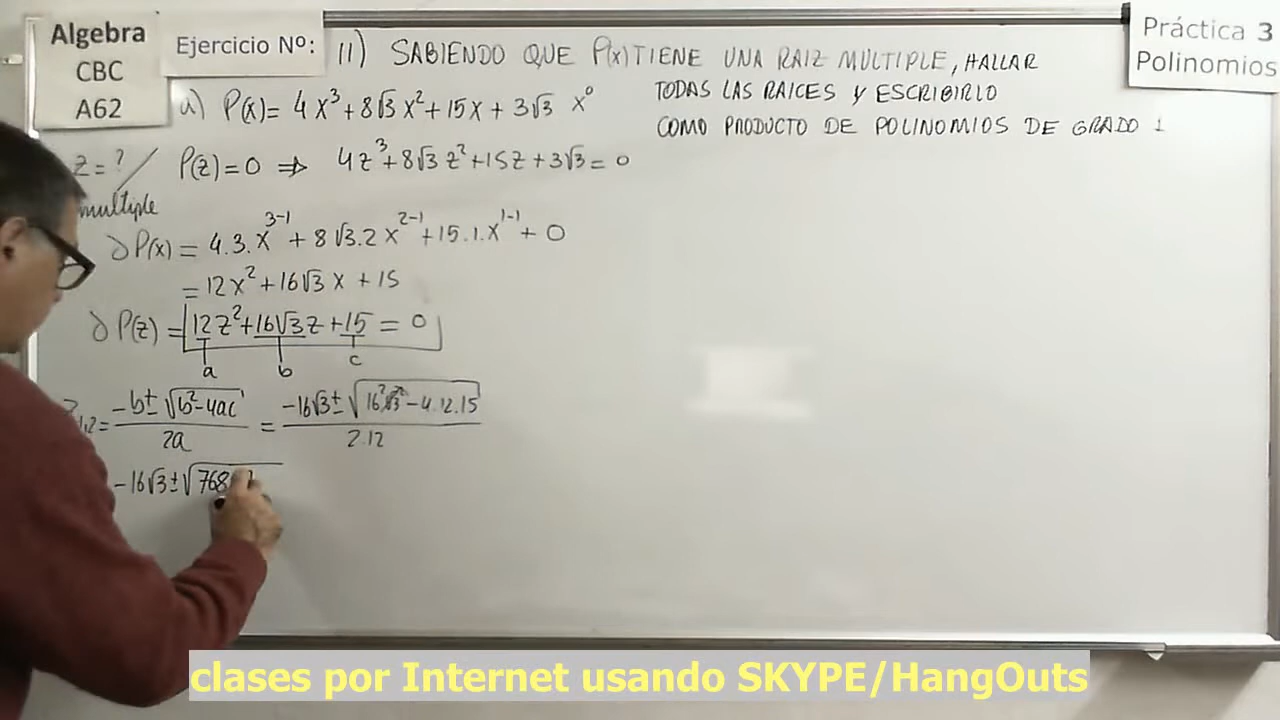 Algebra
CBC
A62
Ejercicio Nº:
Práctica 3
Polinomios
11) SABIENDO QUE P(x) TIENE UNA RAIZ MULTIPLE, HALLAR
TODAS LAS RAICES Y ESCRIBIRLO
COMO PRODUCTO DE POLINOMIOS DE GRADO 1
a) P(x) = 4x³ + 8√3 x² + 15x + 3√3 x⁰
z = ? / P(z) = 0 ⇒ 4z³ + 8√3 z² + 15z + 3√3 = 0
multiple
∂P(x) = 4.3.x³⁻¹ + 8√3.2x²⁻¹ + 15.1.x¹⁻¹ + 0
= 12x² + 16√3 x + 15
∂P(z) = 12z² + 16√3 z + 15 = 0
a b c
z₁,₂ = (-b ± √(b²-4ac)) / 2a = (-16√3 ± √(16²√3² - 4.12.15)) / 2.12
-16√3 ± √768
clases por Internet usando SKYPE/HangOuts